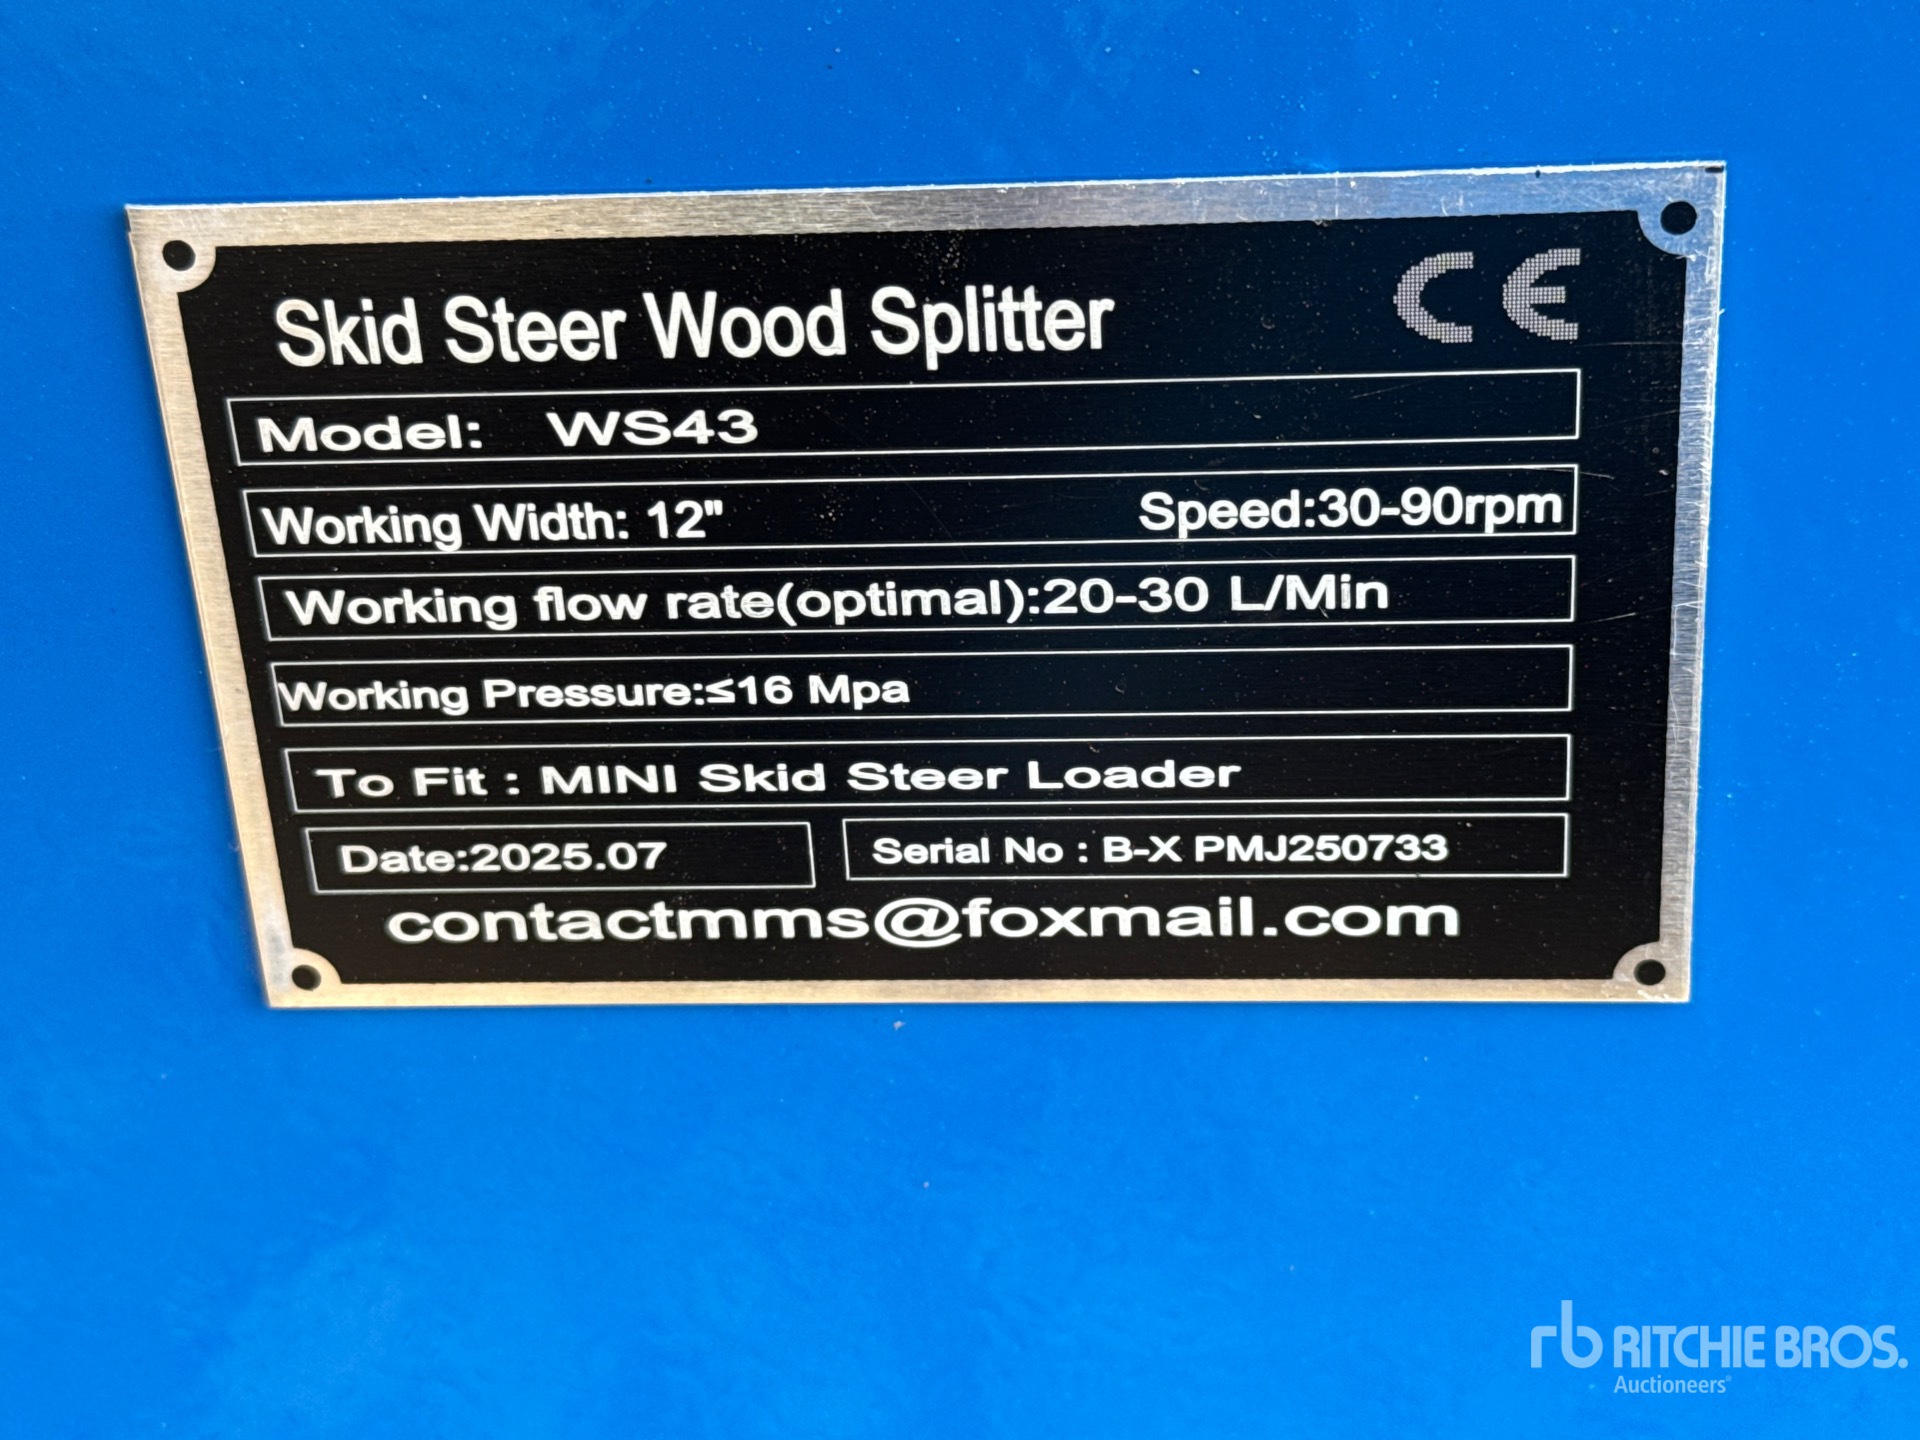 CE
Skid Steer Wood Splitter
Model: WS43
Working Width: 12" Speed:30-90rpm
Working flow rate(optimal):20-30 L/Min
Working Pressure:≤16 Mpa
To Fit : MINI Skid Steer Loader
Date:2025.07 Serial No : B-X PMJ250733
contactmms@foxmail.com
rb RITCHIE BROS.
Auctioneers®